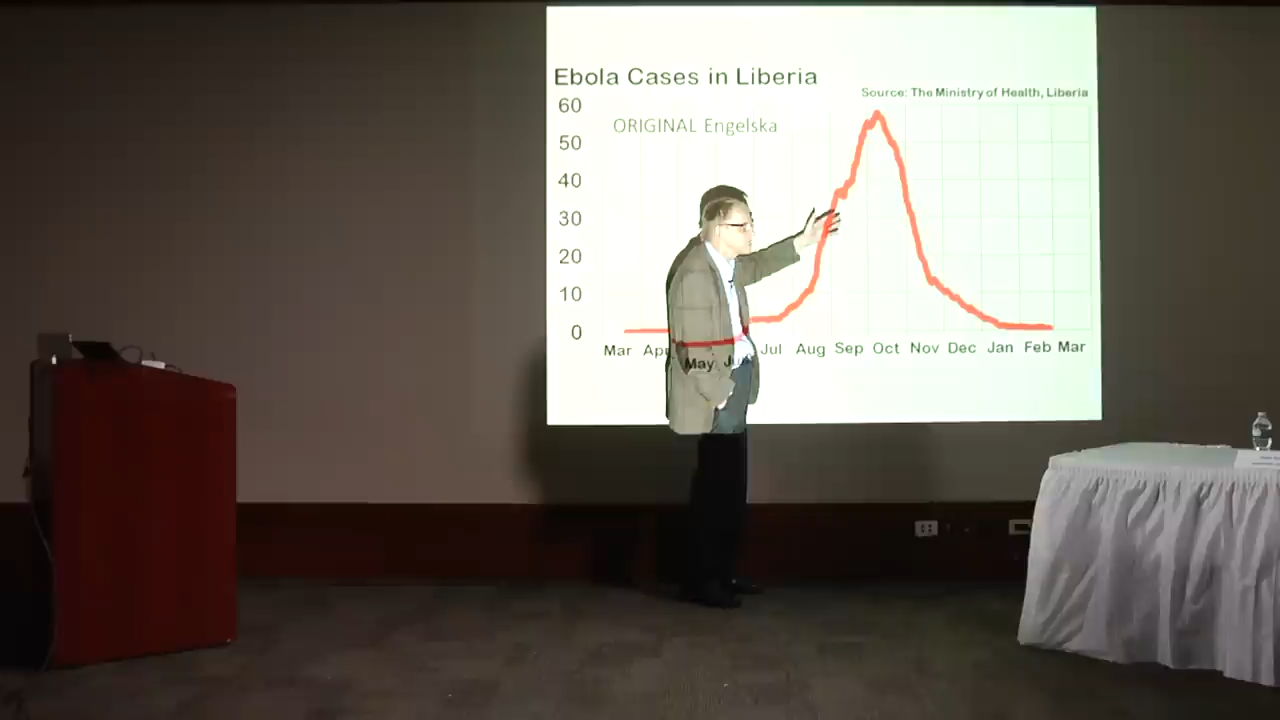 Ebola Cases in Liberia
Source: The Ministry of Health, Liberia
ORIGINAL Engelska
60
50
40
30
20
10
0
Mar Apr May Jul Aug Sep Oct Nov Dec Jan Feb Mar